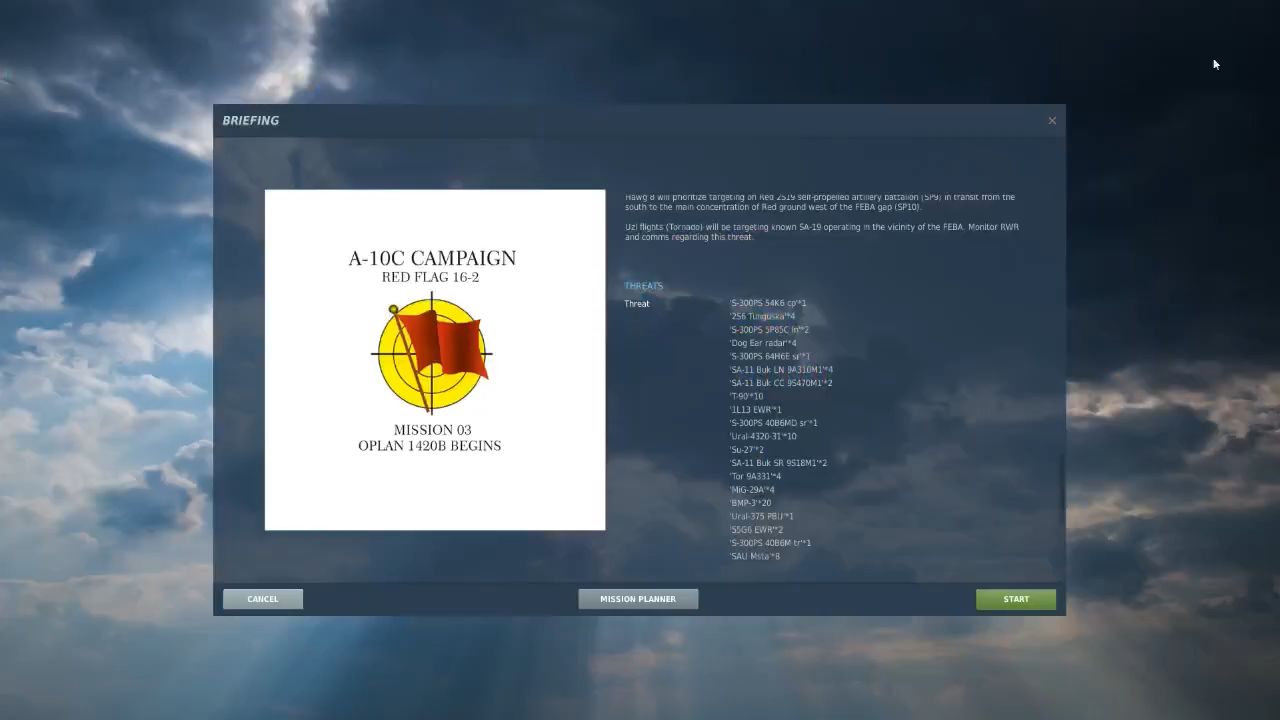 BRIEFING
×
A-10C CAMPAIGN
RED FLAG 16-2
MISSION 03
OPLAN 1420B BEGINS
Hawg 8 will prioritize targeting on Red 2S19 self-propelled artillery battalion (SP9) in transit from the
south to the main concentration of Red ground west of the FEBA gap (SP10).
Uzi flights (Tornado) will be targeting known SA-19 operating in the vicinity of the FEBA. Monitor RWR
and comms regarding this threat.
THREATS
Threat
'S-300PS 54K6 cp'*1
'2S6 Tunguska'*4
'S-300PS 5P85C ln'*2
'Dog Ear radar'*4
'S-300PS 64H6E sr'*1
'SA-11 Buk LN 9A310M1'*4
'SA-11 Buk CC 9S470M1'*2
'T-90'*10
'1L13 EWR'*1
'S-300PS 40B6MD sr'*1
'Ural-4320-31'*10
'Su-27'*2
'SA-11 Buk SR 9S18M1'*2
'Tor 9A331'*4
'MiG-29A'*4
'BMP-3'*20
'Ural-375 PBU'*1
'55G6 EWR'*2
'S-300PS 40B6M tr'*1
'SAU Msta'*8
CANCEL
MISSION PLANNER
START